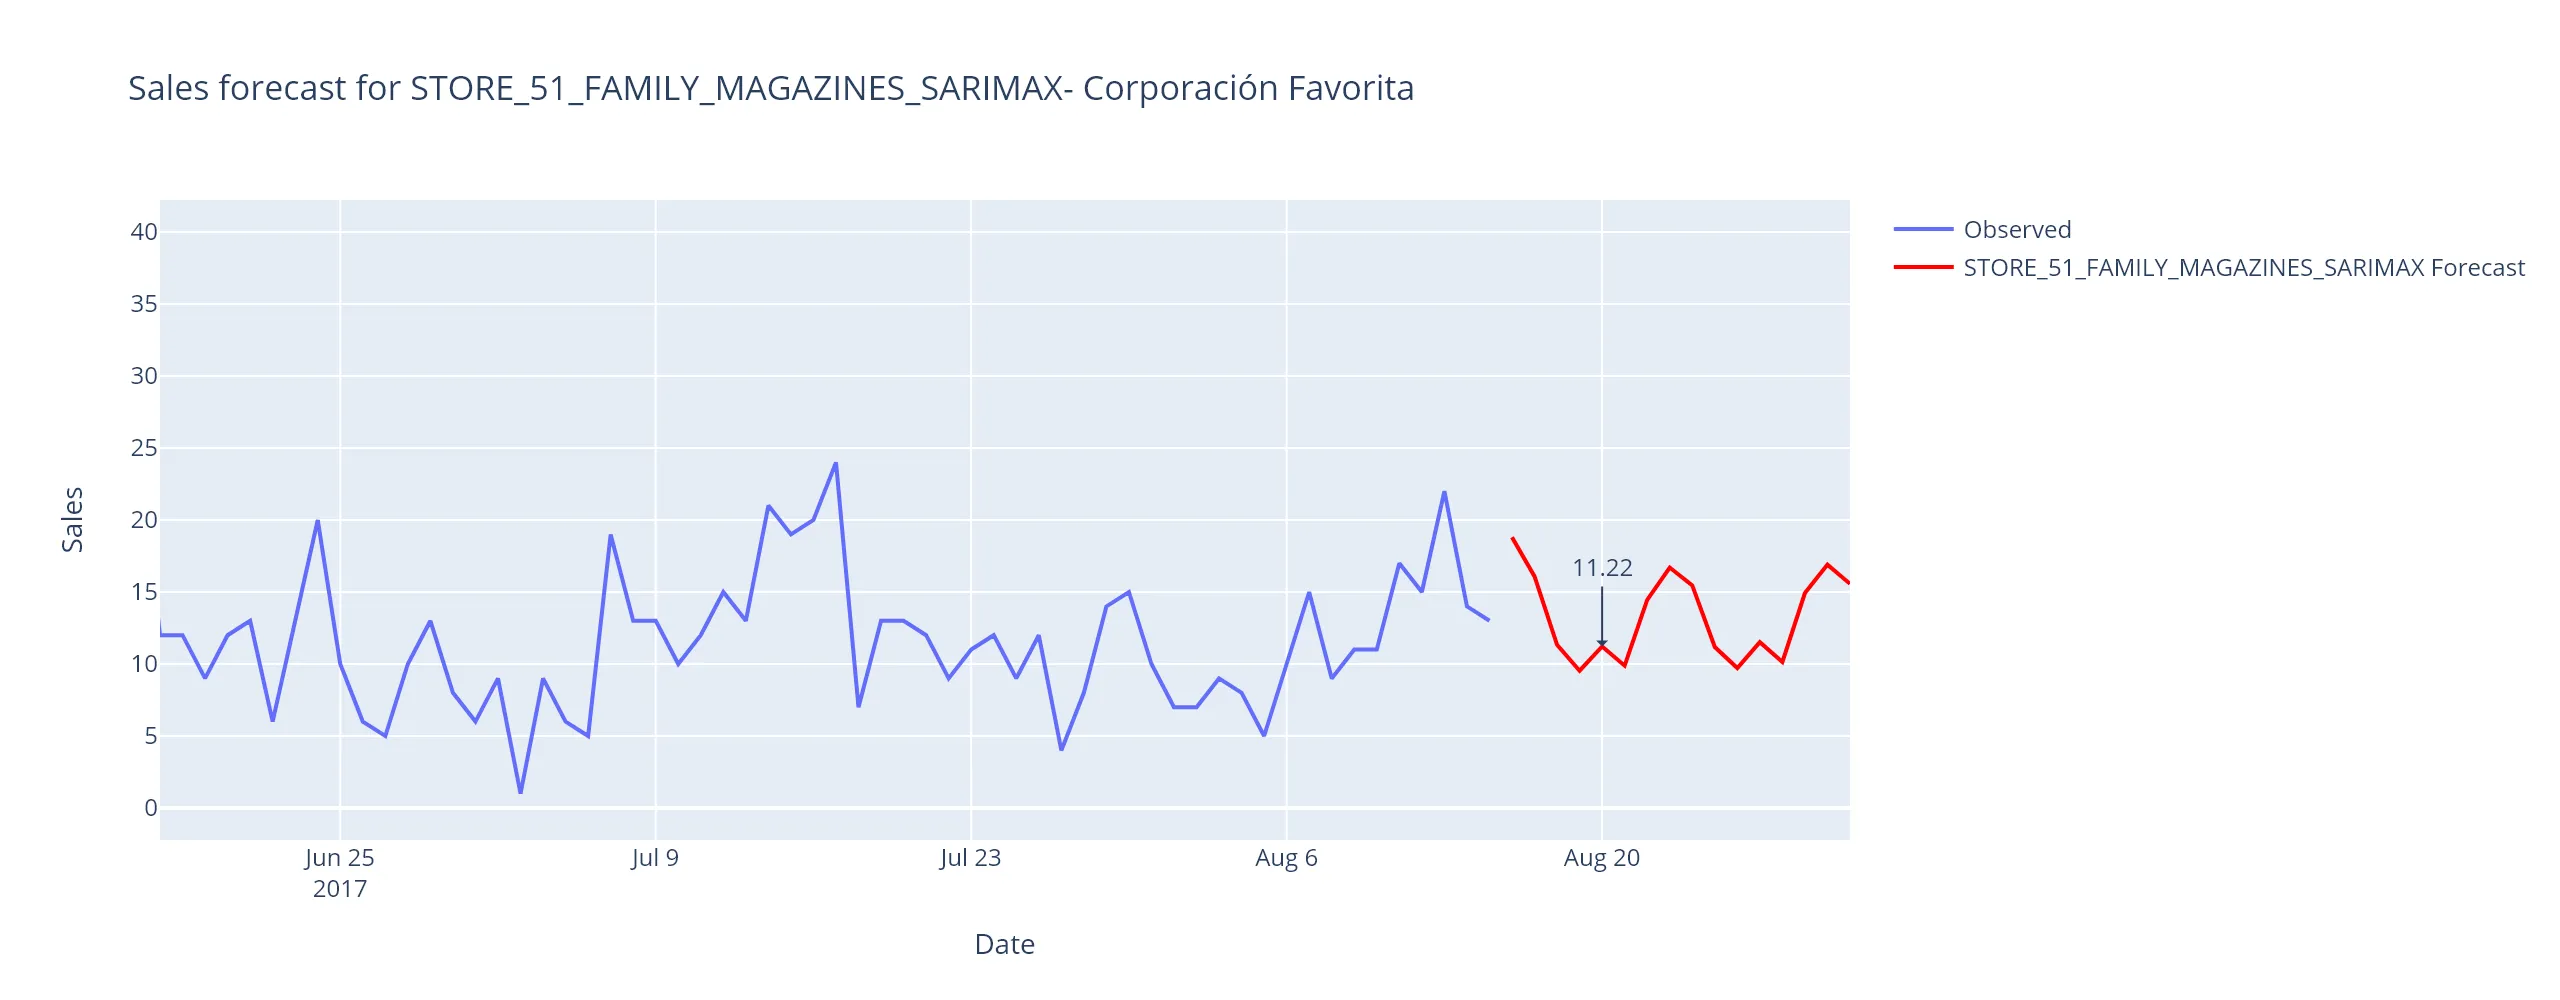 Sales forecast for STORE_51_FAMILY_MAGAZINES_SARIMAX- Corporación Favorita
Observed
STORE_51_FAMILY_MAGAZINES_SARIMAX Forecast
40
35
30
25
20
15
10
5
0
Sales
11.22
Jun 25
2017
Jul 9
Jul 23
Aug 6
Aug 20
Date